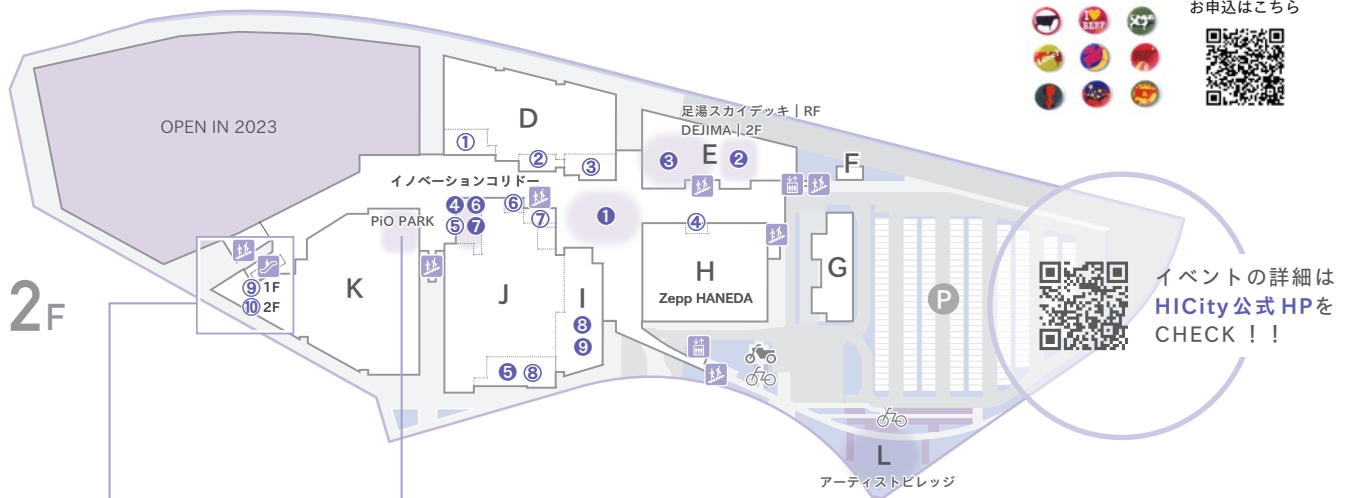 お申込はこちら
I ♥ BEEF
足湯スカイデッキ｜RF
DEJIMA｜2F
OPEN IN 2023
D
①
②
③
❸
E
❷
F
イノベーションコリドー
❹❻
⑤❼
⑥
⑦
PiO PARK
❶
④
H
Zepp HANEDA
G
P
K
J
I
❽
❾
⑨ 1F
⑩ 2F
2F
❺ ⑧
イベントの詳細は
HICity公式HPを
CHECK！！
L
アーティストビレッジ